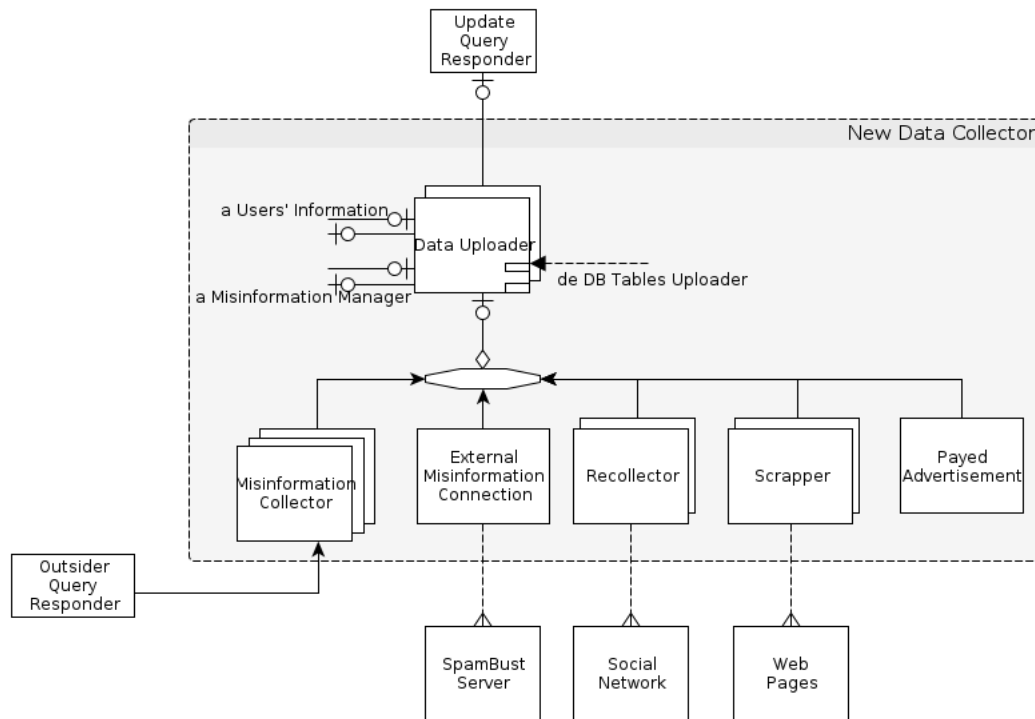 Update
Query
Responder
New Data Collector
a Users' Information
Data Uploader
de DB Tables Uploader
a Misinformation Manager
Misinformation
Collector
External
Misinformation
Connection
Recollector
Scrapper
Payed
Advertisement
Outsider
Query
Responder
SpamBust
Server
Social
Network
Web
Pages